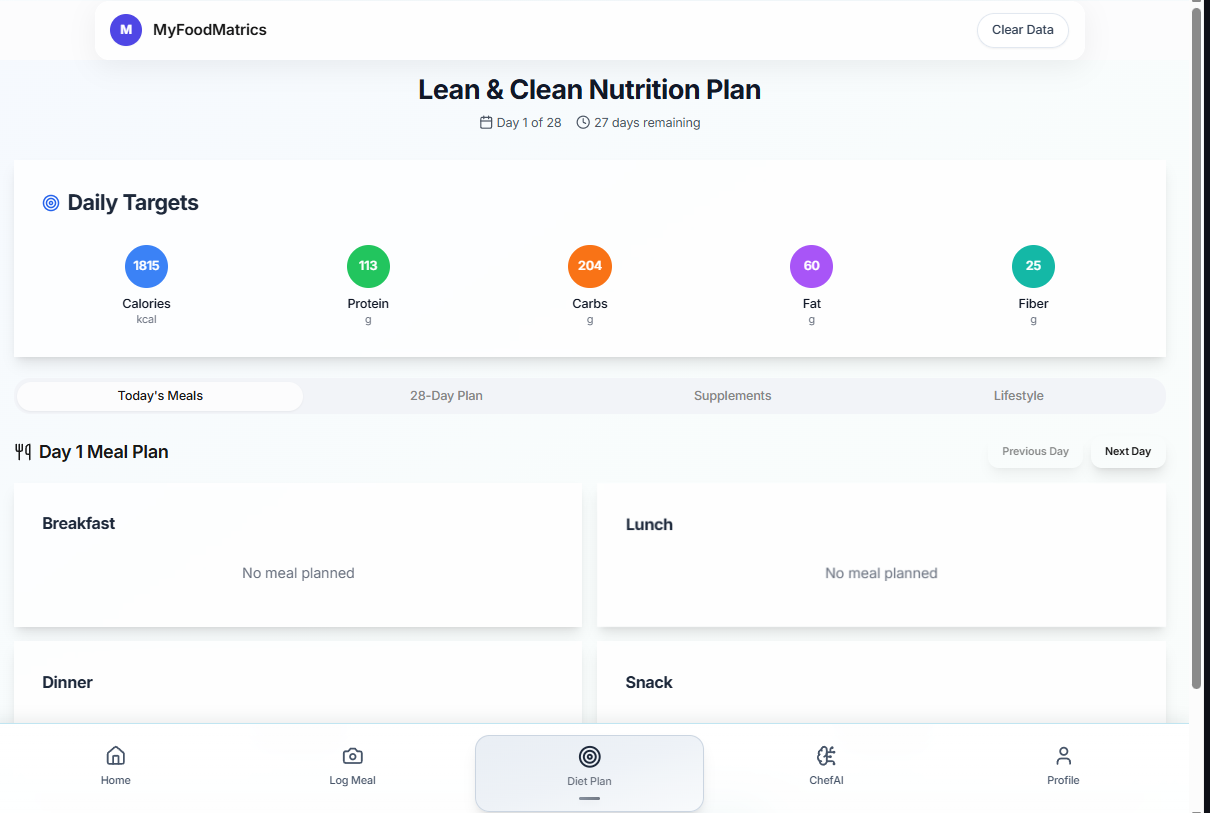 M MyFoodMatrics Clear Data
Lean & Clean Nutrition Plan
Day 1 of 28 27 days remaining
Daily Targets
1815 113 204 60 25
Calories Protein Carbs Fat Fiber
kcal g g g g
Today's Meals 28-Day Plan Supplements Lifestyle
Day 1 Meal Plan Previous Day Next Day
Breakfast Lunch
No meal planned No meal planned
Dinner Snack
Home Log Meal Diet Plan ChefAI Profile